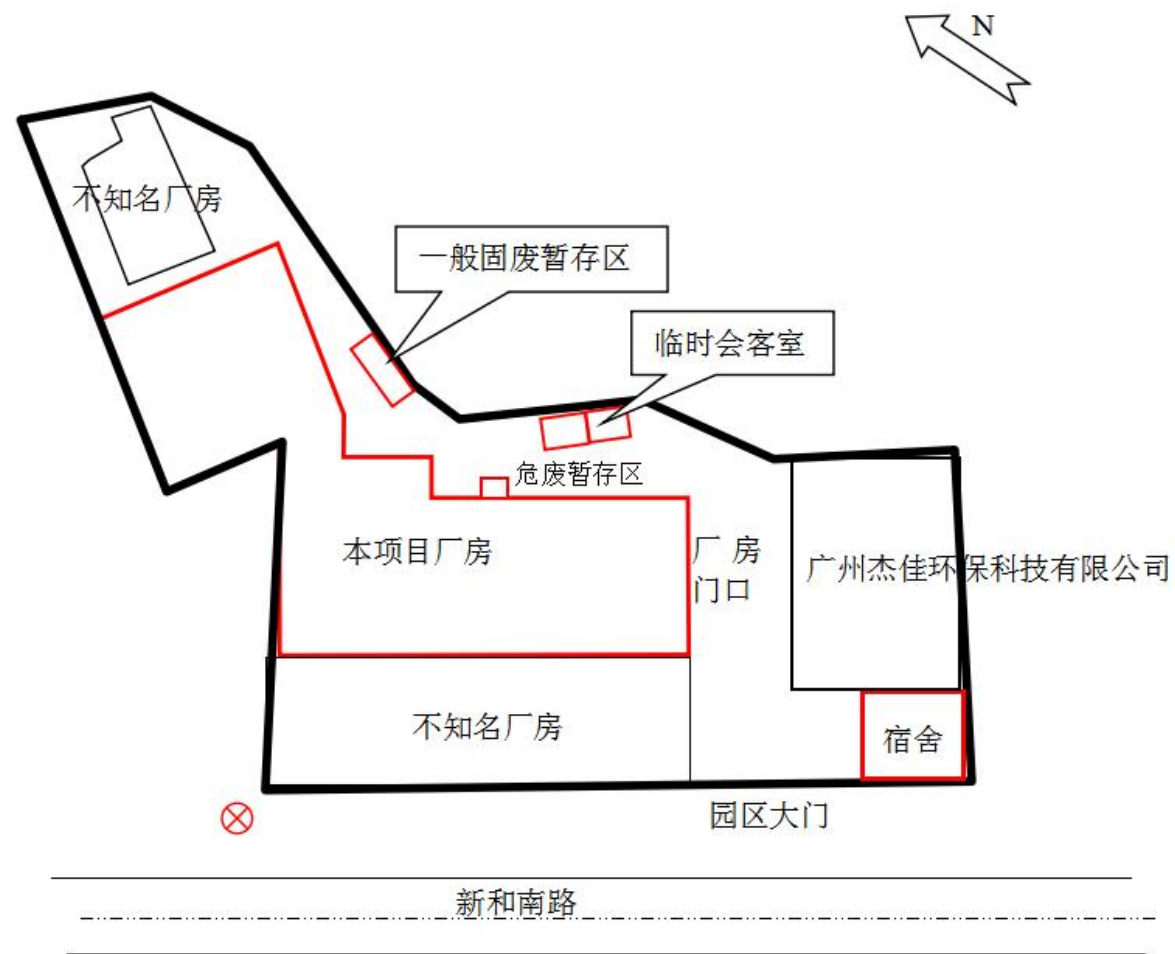 N
不知名厂房
一般固废暂存区
临时会客室
危废暂存区
本项目厂房
厂 房
门口
广州杰佳环保科技有限公司
不知名厂房
宿舍
园区大门
新和南路